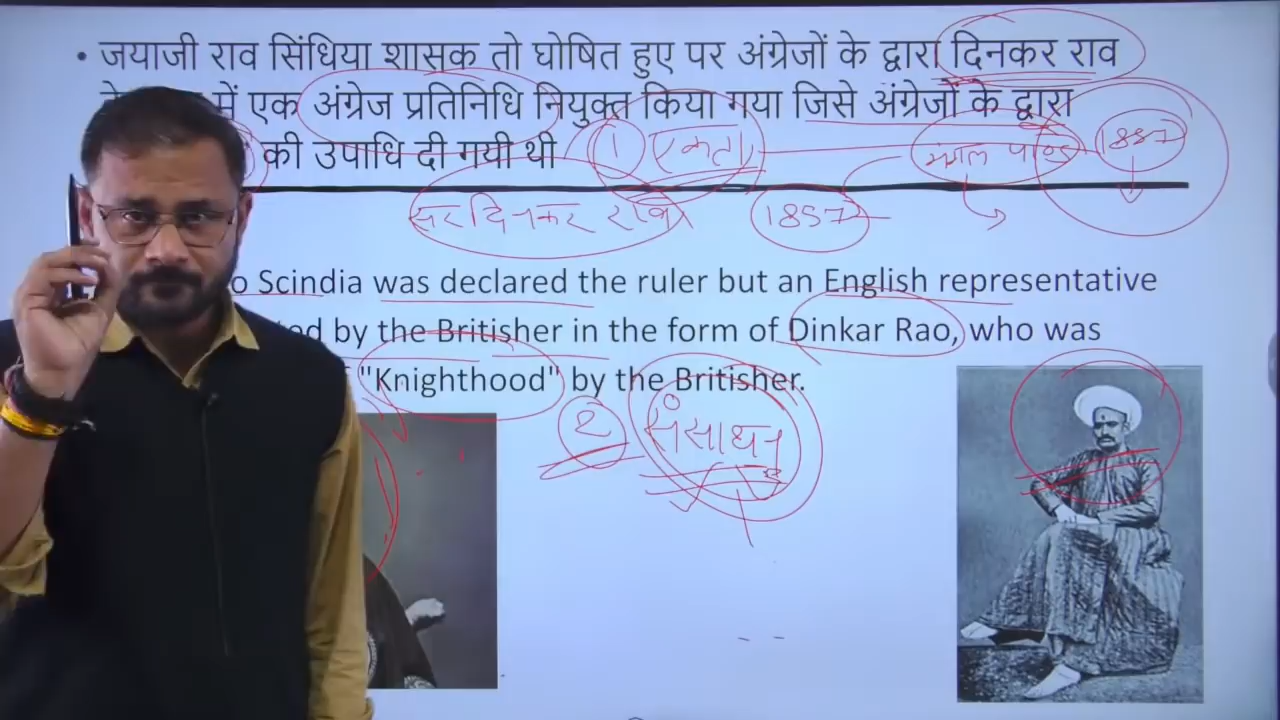 • जयाजी राव सिंधिया शासक तो घोषित हुए पर अंग्रेजों के द्वारा दिनकर राव
में एक अंग्रेज प्रतिनिधि नियुक्त किया गया जिसे अंग्रेजों के द्वारा
की उपाधि दी गयी थी
1 एकता
मंगल पाण्डे
1857
सर दिनकर राव
1857
o Scindia was declared the ruler but an English representative
ed by the Britisher in the form of Dinkar Rao, who was
"Knighthood" by the Britisher.
2 संसाधन